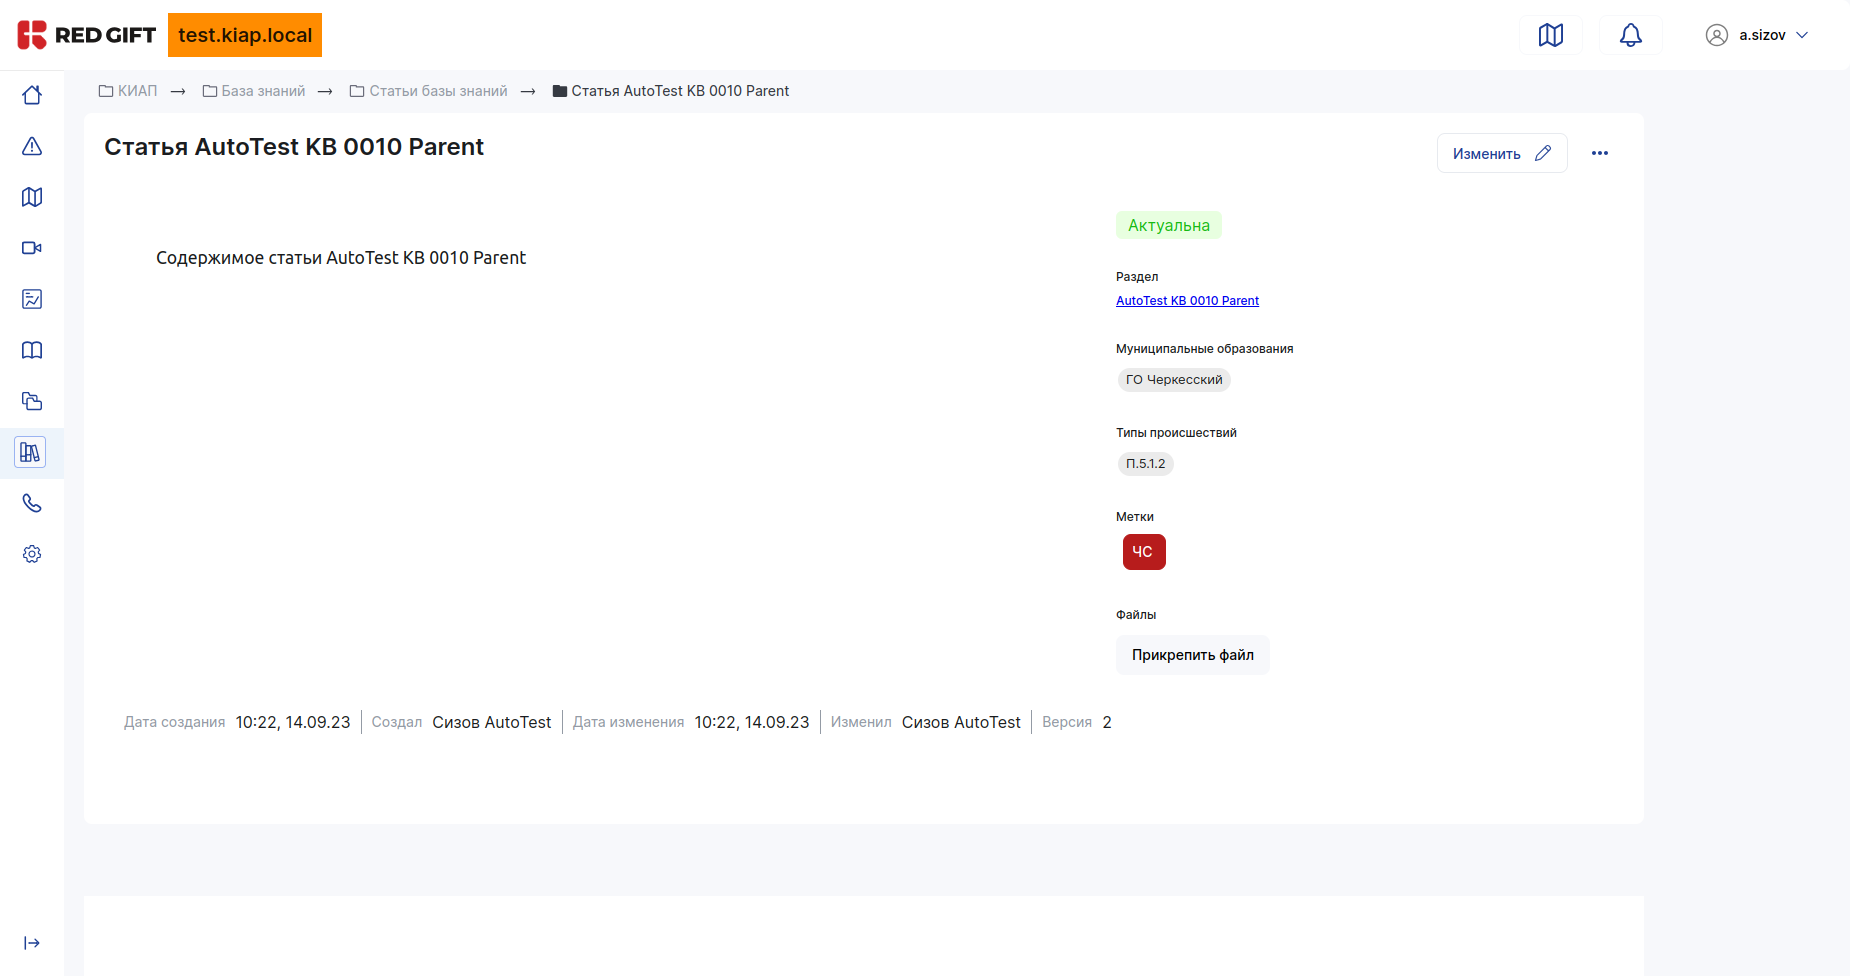 RED GIFT test.kiap.local a.sizov
КИАП → База знаний → Статьи базы знаний → Статья AutoTest KB 0010 Parent
Статья AutoTest KB 0010 Parent
Изменить
Содержимое статьи AutoTest KB 0010 Parent
Актуальна
Раздел
AutoTest KB 0010 Parent
Муниципальные образования
ГО Черкесский
Типы происшествий
П.5.1.2
Метки
ЧС
Файлы
Прикрепить файл
Дата создания 10:22, 14.09.23 Создал Сизов AutoTest Дата изменения 10:22, 14.09.23 Изменил Сизов AutoTest Версия 2